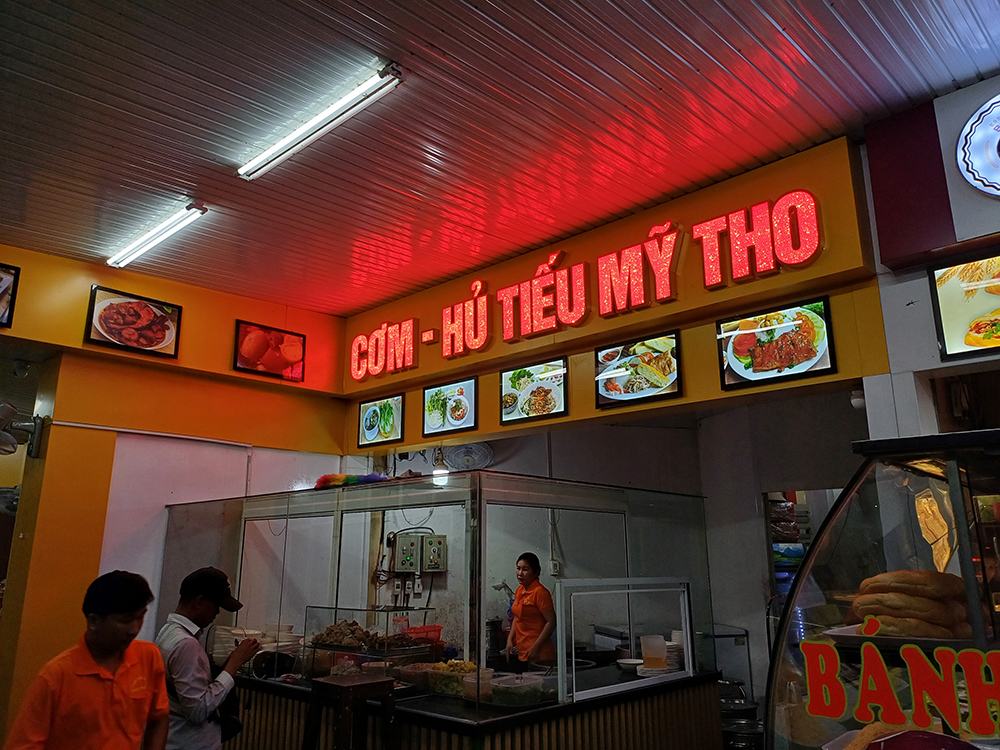 CƠM - HỦ TIẾU MỸ THO
BÁNH